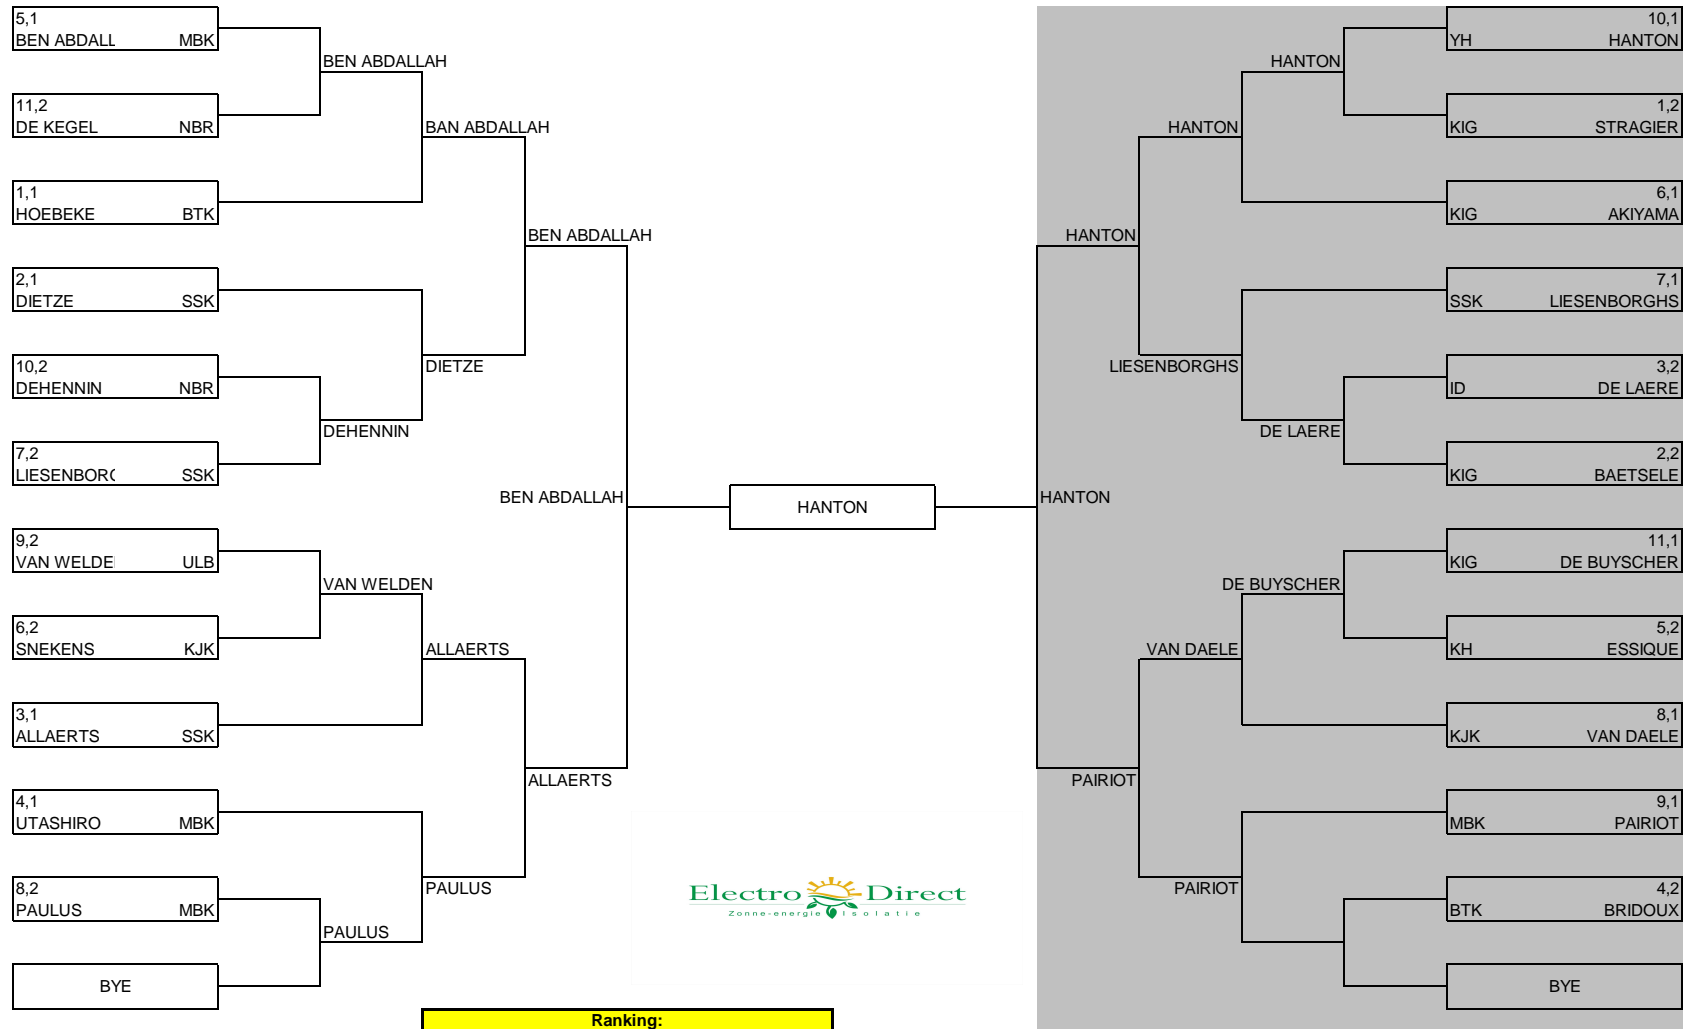 5,1
BEN ABDALL MBK
11,2
DE KEGEL NBR
1,1
HOEBEKE BTK
2,1
DIETZE SSK
10,2
DEHENNIN NBR
7,2
LIESENBOR SSK
9,2
VAN WELDE ULB
6,2
SNEKENS KJK
3,1
ALLAERTS SSK
4,1
UTASHIRO MBK
8,2
PAULUS MBK
BYE
BEN ABDALLAH
DEHENNIN
VAN WELDEN
PAULUS
BAN ABDALLAH
DIETZE
ALLAERTS
PAULUS
BEN ABDALLAH
ALLAERTS
BEN ABDALLAH
HANTON
HANTON
HANTON
PAIRIOT
HANTON
LIESENBORGHS
VAN DAELE
PAIRIOT
HANTON
DE LAERE
DE BUYSCHER
10,1
YH HANTON
1,2
KIG STRAGIER
6,1
KIG AKIYAMA
7,1
SSK LIESENBORGHS
3,2
ID DE LAERE
2,2
KIG BAETSELE
11,1
KIG DE BUYSCHER
5,2
KH ESSIQUE
8,1
KJK VAN DAELE
9,1
MBK PAIRIOT
4,2
BTK BRIDOUX
BYE
Electro Direct
Zonne-energie Isolatie
Ranking: